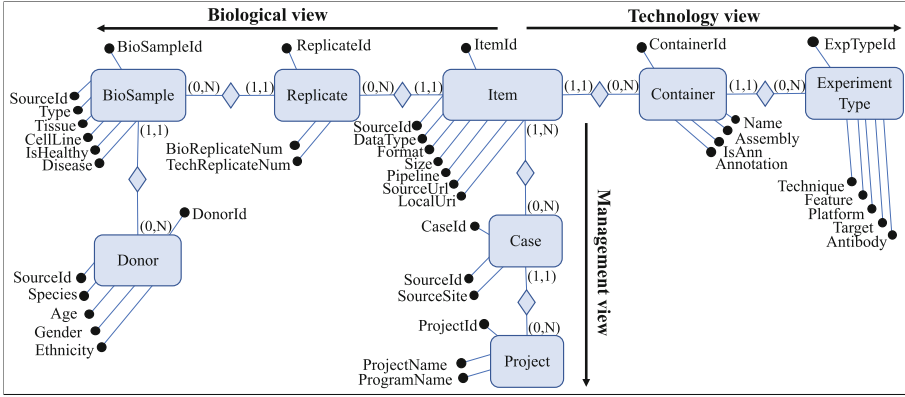 Biological view
Technology view
BioSampleId
ReplicateId
ItemId
ContainerId
ExpTypeId
BioSample
(0,N)
(1,1)
Replicate
(0,N)
(1,1)
Item
(1,1)
(0,N)
Container
(1,1)
(0,N)
Experiment
Type
SourceId
Type
Tissue
CellLine
IsHealthy
Disease
(1,1)
BioReplicateNum
TechReplicateNum
SourceId
DataType
Format
Size
Pipeline
SourceUrl
LocalUri
(1,N)
Name
Assembly
IsAnn
Annotation
Technique
Feature
Platform
Target
Antibody
Management view
(0,N)
DonorId
Donor
SourceId
Species
Age
Gender
Ethnicity
(0,N)
CaseId
Case
SourceId
SourceSite
(1,1)
ProjectId
(0,N)
Project
ProjectName
ProgramName